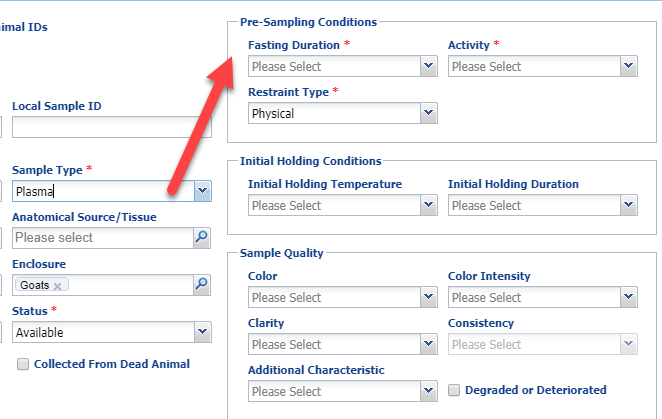 nimal IDs
Local Sample ID
Sample Type *
Plasma
Anatomical Source/Tissue
Please select
Enclosure
Goats x
Status *
Available
Collected From Dead Animal
Pre-Sampling Conditions
Fasting Duration * Activity *
Please Select Please Select
Restraint Type *
Physical
Initial Holding Conditions
Initial Holding Temperature Initial Holding Duration
Please Select Please Select
Sample Quality
Color Color Intensity
Please Select Please Select
Clarity Consistency
Please Select Please Select
Additional Characteristic
Please Select Degraded or Deteriorated